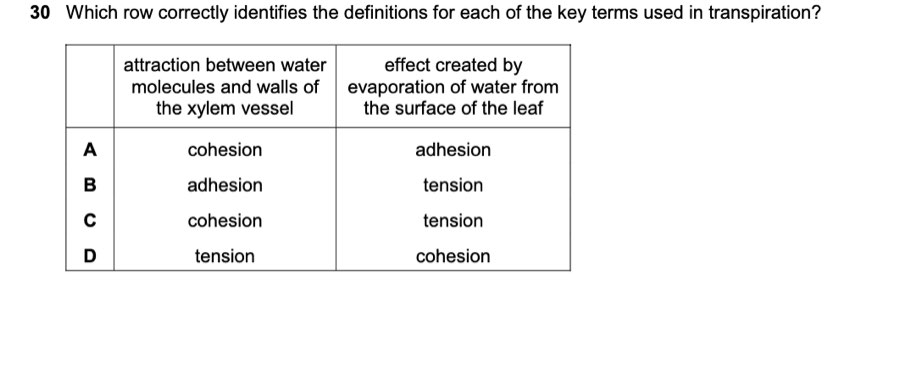 30 Which row correctly identifies the definitions for each of the key terms used in transpiration?
attraction between water
molecules and walls of
the xylem vessel
effect created by
evaporation of water from
the surface of the leaf
A cohesion adhesion
B adhesion tension
C cohesion tension
D tension cohesion